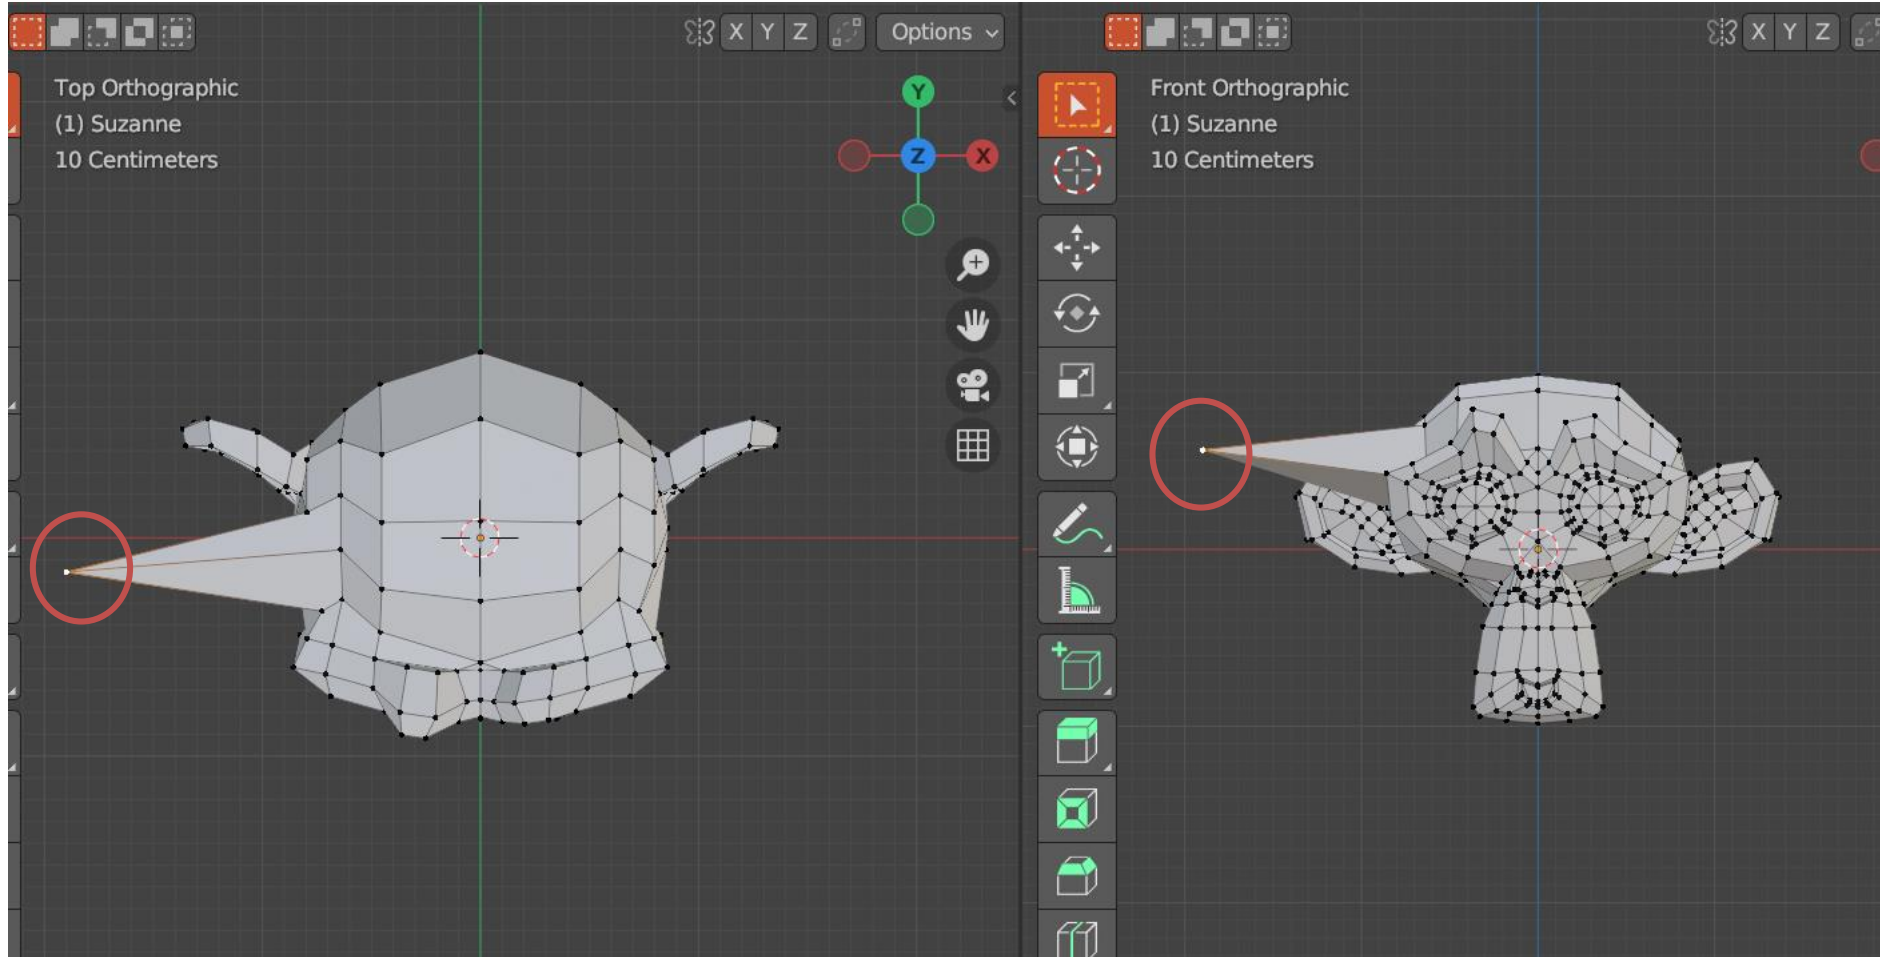 X Y Z Options
Top Orthographic
(1) Suzanne
10 Centimeters
Y
Z X
X Y Z
Front Orthographic
(1) Suzanne
10 Centimeters